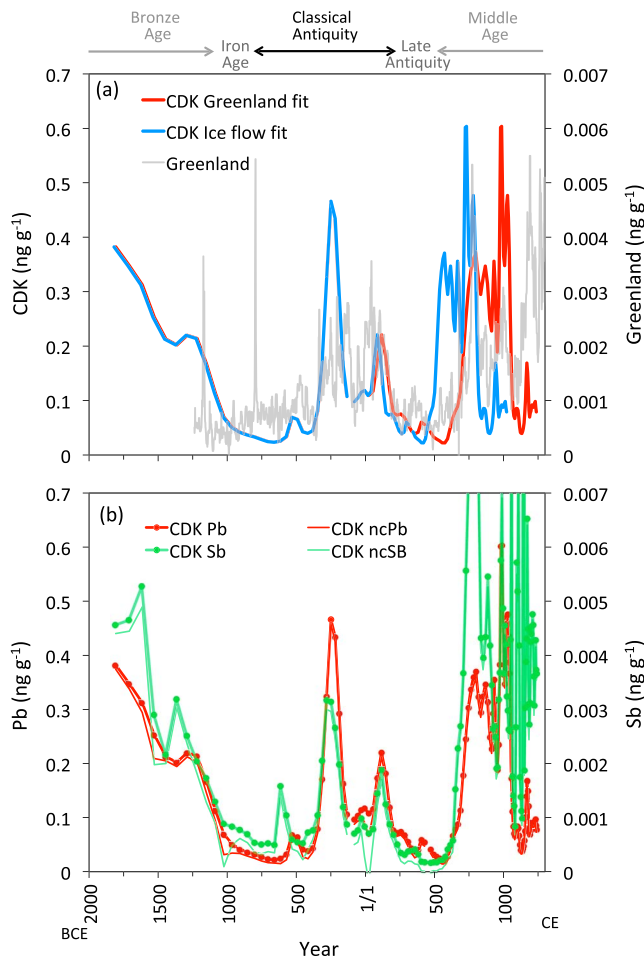 Bronze Age
Iron Age
Classical Antiquity
Late Antiquity
Middle Age
(a)
CDK Greenland fit
CDK Ice flow fit
Greenland
CDK (ng g⁻¹)
0.7
0.6
0.5
0.4
0.3
0.2
0.1
0
Greenland (ng g⁻¹)
0.007
0.006
0.005
0.004
0.003
0.002
0.001
0
(b)
CDK Pb
CDK ncPb
CDK Sb
CDK ncSB
Pb (ng g⁻¹)
0.7
0.6
0.5
0.4
0.3
0.2
0.1
0
Sb (ng g⁻¹)
0.007
0.006
0.005
0.004
0.003
0.002
0.001
0
2000
1500
1000
500
1/1
500
1000
BCE
CE
Year